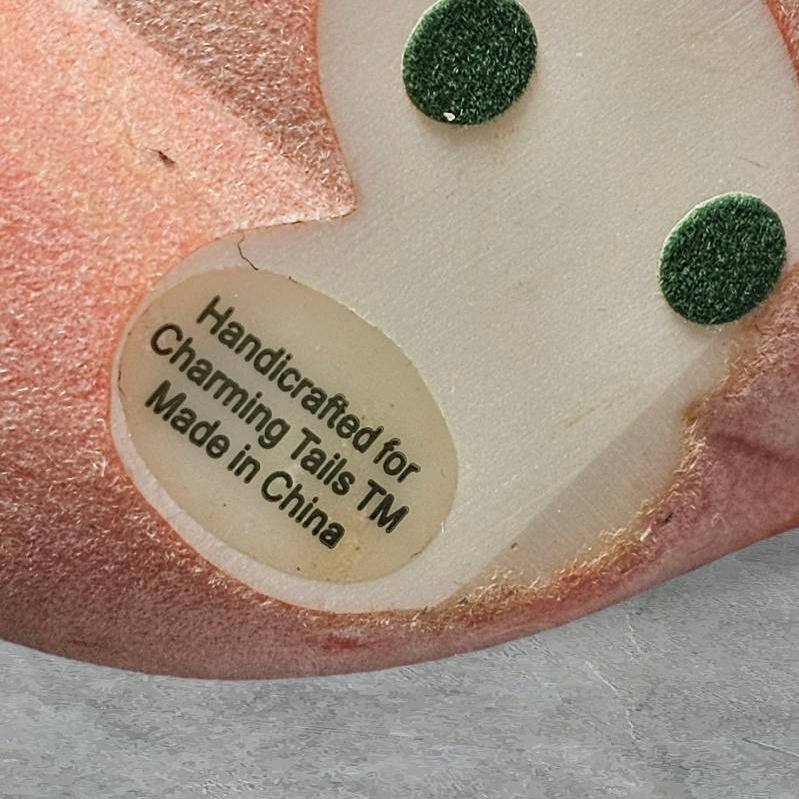 Handicrafted for
Charming Tails TM
Made in China